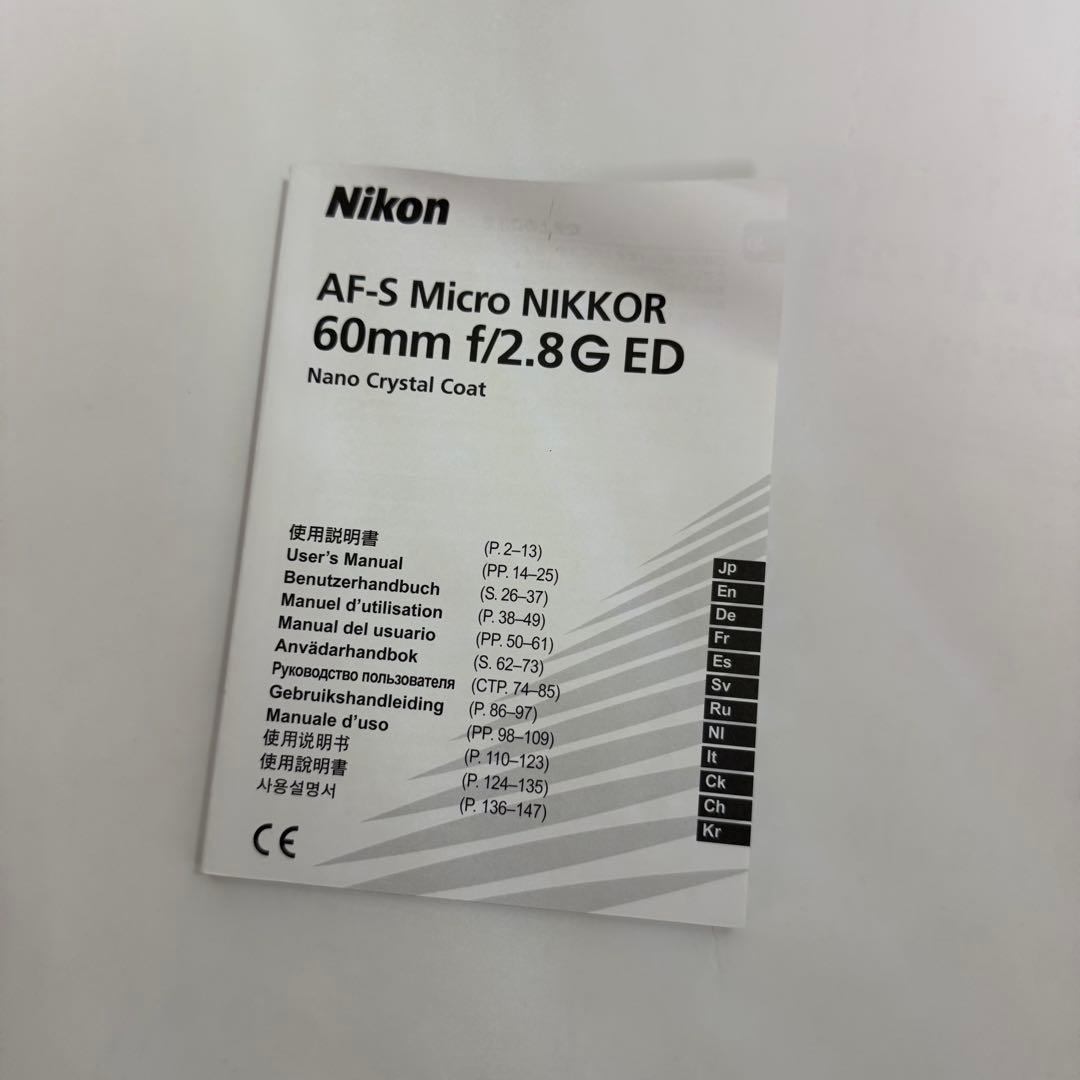 Nikon
AF-S Micro NIKKOR
60mm f/2.8G ED
Nano Crystal Coat
使用説明書 (P. 2–13)
User's Manual (PP. 14–25)
Benutzerhandbuch (S. 26–37)
Manuel d'utilisation (P. 38–49)
Manual del usuario (PP. 50–61)
Anvädarhandbok (S. 62–73)
Руководство пользователя (СТР. 74–85)
Gebruikshandleiding (P. 86–97)
Manuale d'uso (PP. 98–109)
使用说明书 (P. 110–123)
使用說明書 (P. 124–135)
사용설명서 (P. 136–147)
Jp
En
De
Fr
Es
Sv
Ru
Nl
It
Ck
Ch
Kr
CE